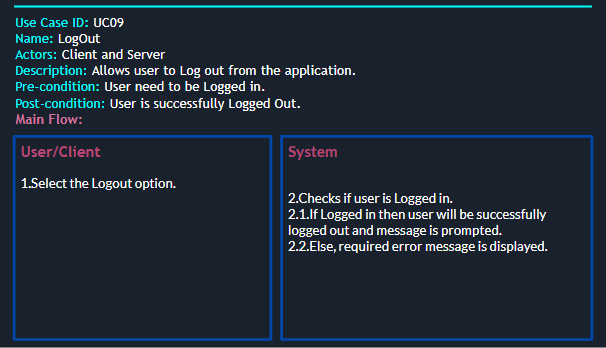 Use Case ID: UC09
Name: LogOut
Actors: Client and Server
Description: Allows user to Log out from the application.
Pre-condition: User need to be Logged in.
Post-condition: User is successfully Logged Out.
Main Flow:
User/Client
1.Select the Logout option.
System
2.Checks if user is Logged in.
2.1.If Logged in then user will be successfully
logged out and message is prompted.
2.2.Else, required error message is displayed.